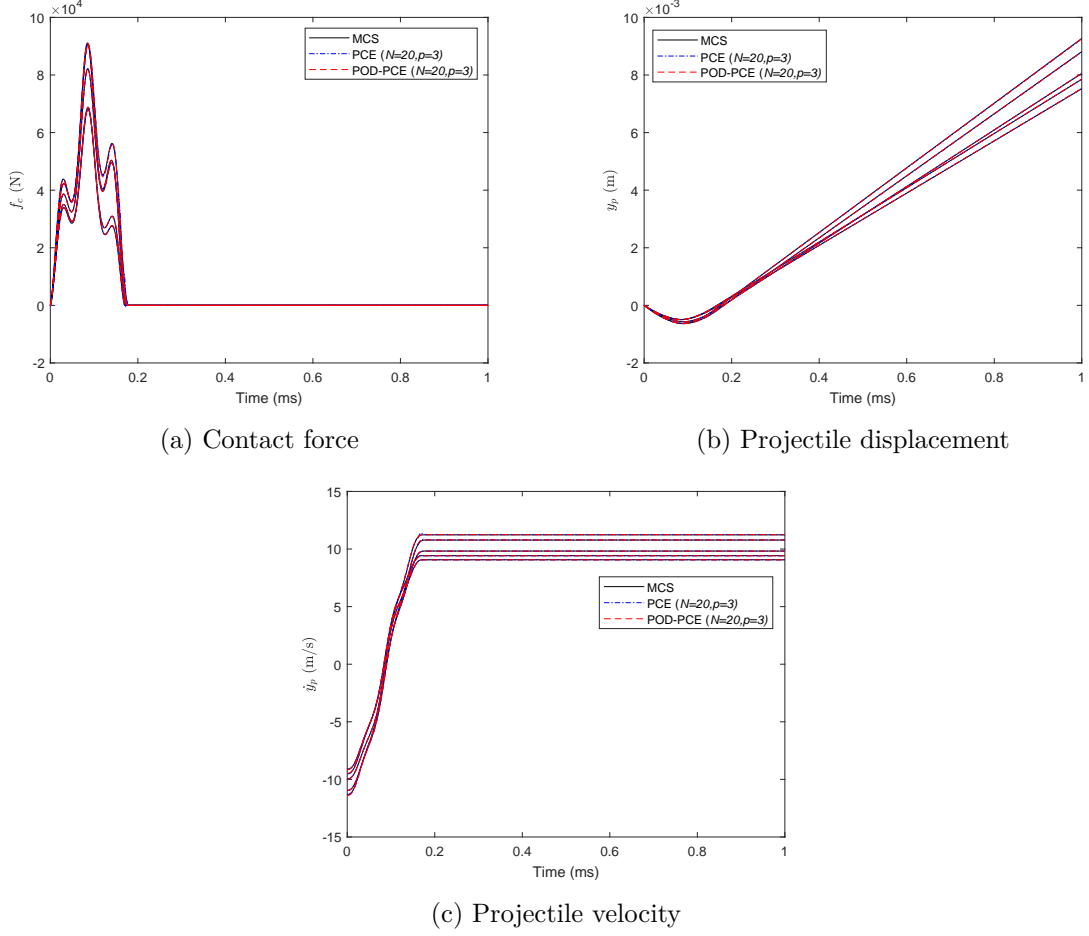 ×10⁴
10
8
6
4
2
0
-2
f_c (N)
0
0.2
0.4
0.6
0.8
1
Time (ms)
MCS
PCE (N=20,p=3)
POD-PCE (N=20,p=3)
(a) Contact force
×10⁻³
10
8
6
4
2
0
-2
y_p (m)
0
0.2
0.4
0.6
0.8
1
Time (ms)
MCS
PCE (N=20,p=3)
POD-PCE (N=20,p=3)
(b) Projectile displacement
15
10
5
0
-5
-10
-15
ẏ_p (m/s)
0
0.2
0.4
0.6
0.8
1
Time (ms)
MCS
PCE (N=20,p=3)
POD-PCE (N=20,p=3)
(c) Projectile velocity